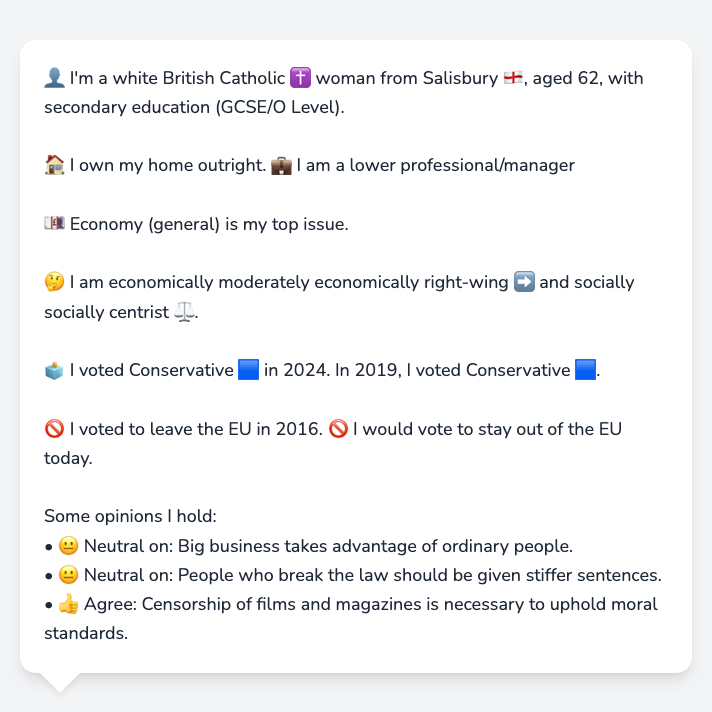 👤 I'm a white British Catholic ✝️ woman from Salisbury 🏴󠁧󠁢󠁥󠁮󠁧󠁿, aged 62, with
secondary education (GCSE/O Level).
🏠 I own my home outright. 💼 I am a lower professional/manager
💷 Economy (general) is my top issue.
🤔 I am economically moderately economically right-wing ➡️ and socially
socially centrist ⚖️.
🗳️ I voted Conservative 🟦 in 2024. In 2019, I voted Conservative 🟦.
🚫 I voted to leave the EU in 2016. 🚫 I would vote to stay out of the EU
today.
Some opinions I hold:
• 😐 Neutral on: Big business takes advantage of ordinary people.
• 😐 Neutral on: People who break the law should be given stiffer sentences.
• 👍 Agree: Censorship of films and magazines is necessary to uphold moral
standards.